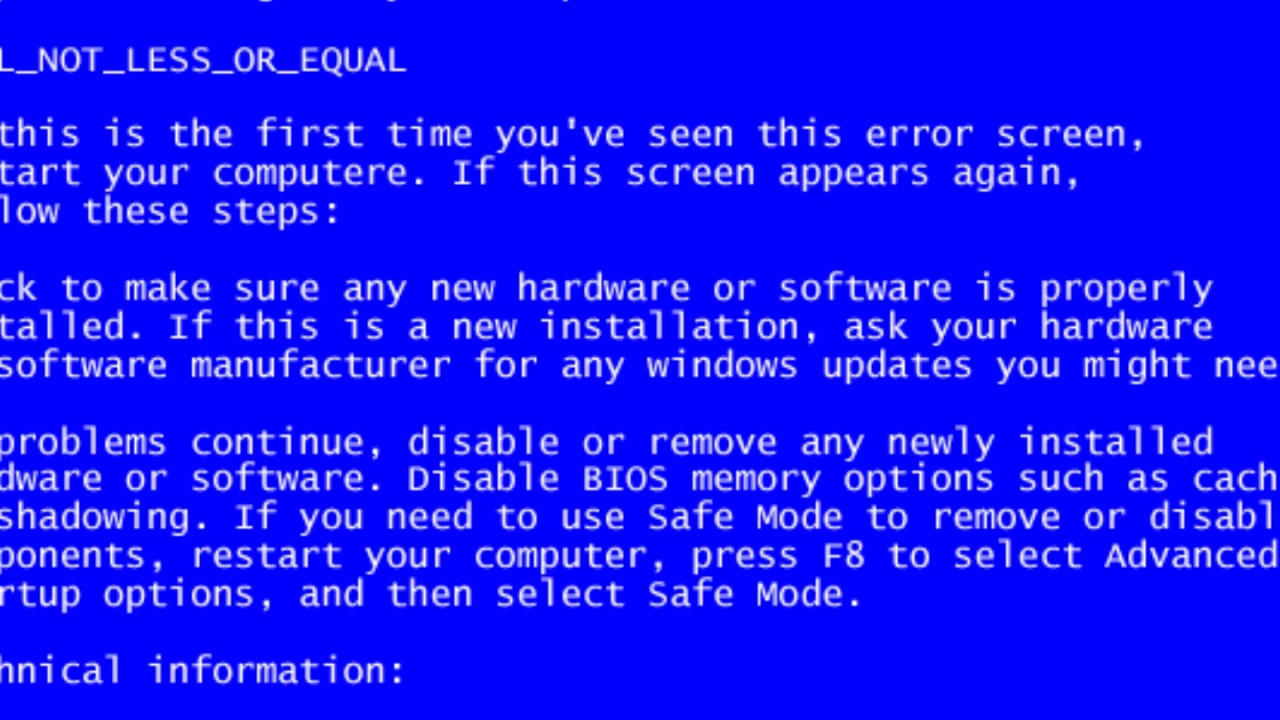 L_NOT_LESS_OR_EQUAL
this is the first time you've seen this error screen,
tart your computere. If this screen appears again,
low these steps:
ck to make sure any new hardware or software is properly
talled. If this is a new installation, ask your hardware
software manufacturer for any windows updates you might nee
problems continue, disable or remove any newly installed
dware or software. Disable BIOS memory options such as cach
shadowing. If you need to use Safe Mode to remove or disabl
ponents, restart your computer, press F8 to select Advanced
rtup options, and then select Safe Mode.
hnical information: